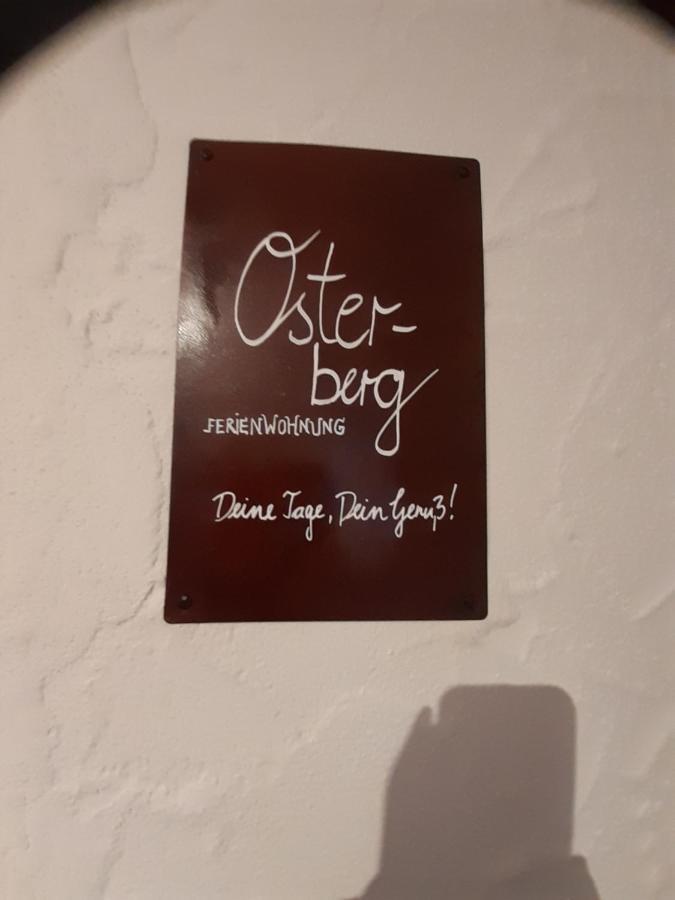 Oster-
berg
FERIENWOHNUNG
Deine Tage, Dein Genuß!